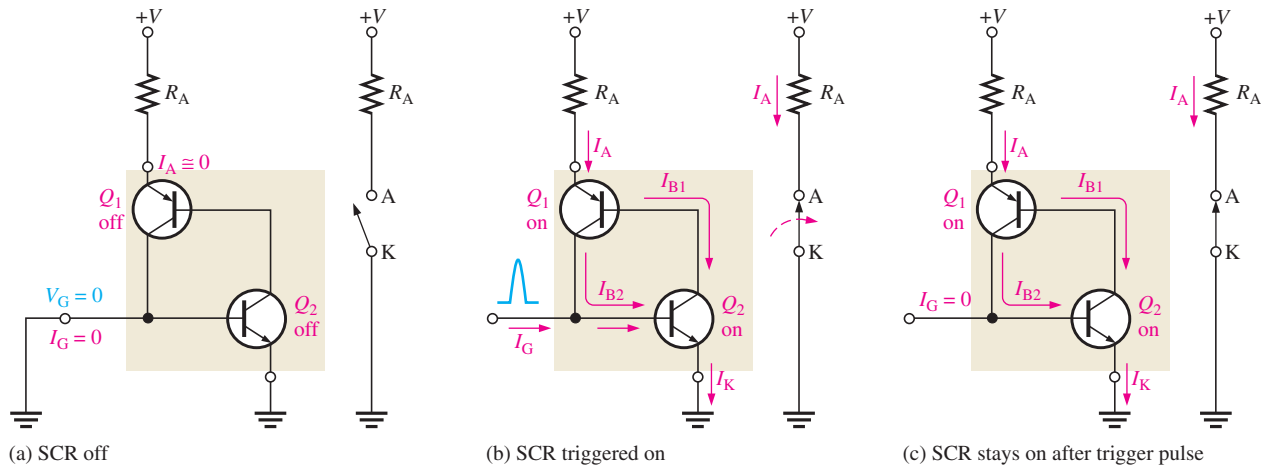 +V
+V
R_A
R_A
I_A ≅ 0
Q_1
off
A
K
V_G = 0
I_G = 0
Q_2
off
(a) SCR off
+V
+V
R_A
I_A
R_A
I_A
Q_1
on
I_B1
A
K
I_B2
Q_2
on
I_G
I_K
(b) SCR triggered on
+V
+V
R_A
I_A
R_A
I_A
Q_1
on
I_B1
A
K
I_B2
I_G = 0
Q_2
on
I_K
(c) SCR stays on after trigger pulse